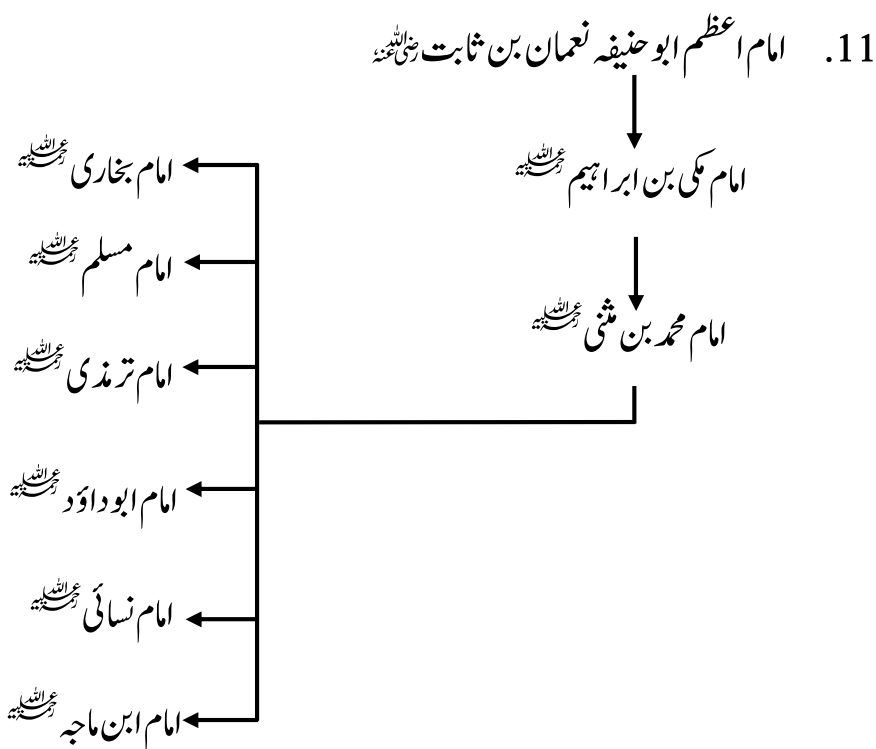 11. امام اعظم ابو حنیفہ نعمان بن ثابت رضی اللہ عنہ
امام مکی بن ابراہیم رحمۃ اللہ علیہ
امام محمد بن مثنی رحمۃ اللہ علیہ
امام بخاری رحمۃ اللہ علیہ
امام مسلم رحمۃ اللہ علیہ
امام ترمذی رحمۃ اللہ علیہ
امام ابو داؤد رحمۃ اللہ علیہ
امام نسائی رحمۃ اللہ علیہ
امام ابن ماجہ رحمۃ اللہ علیہ